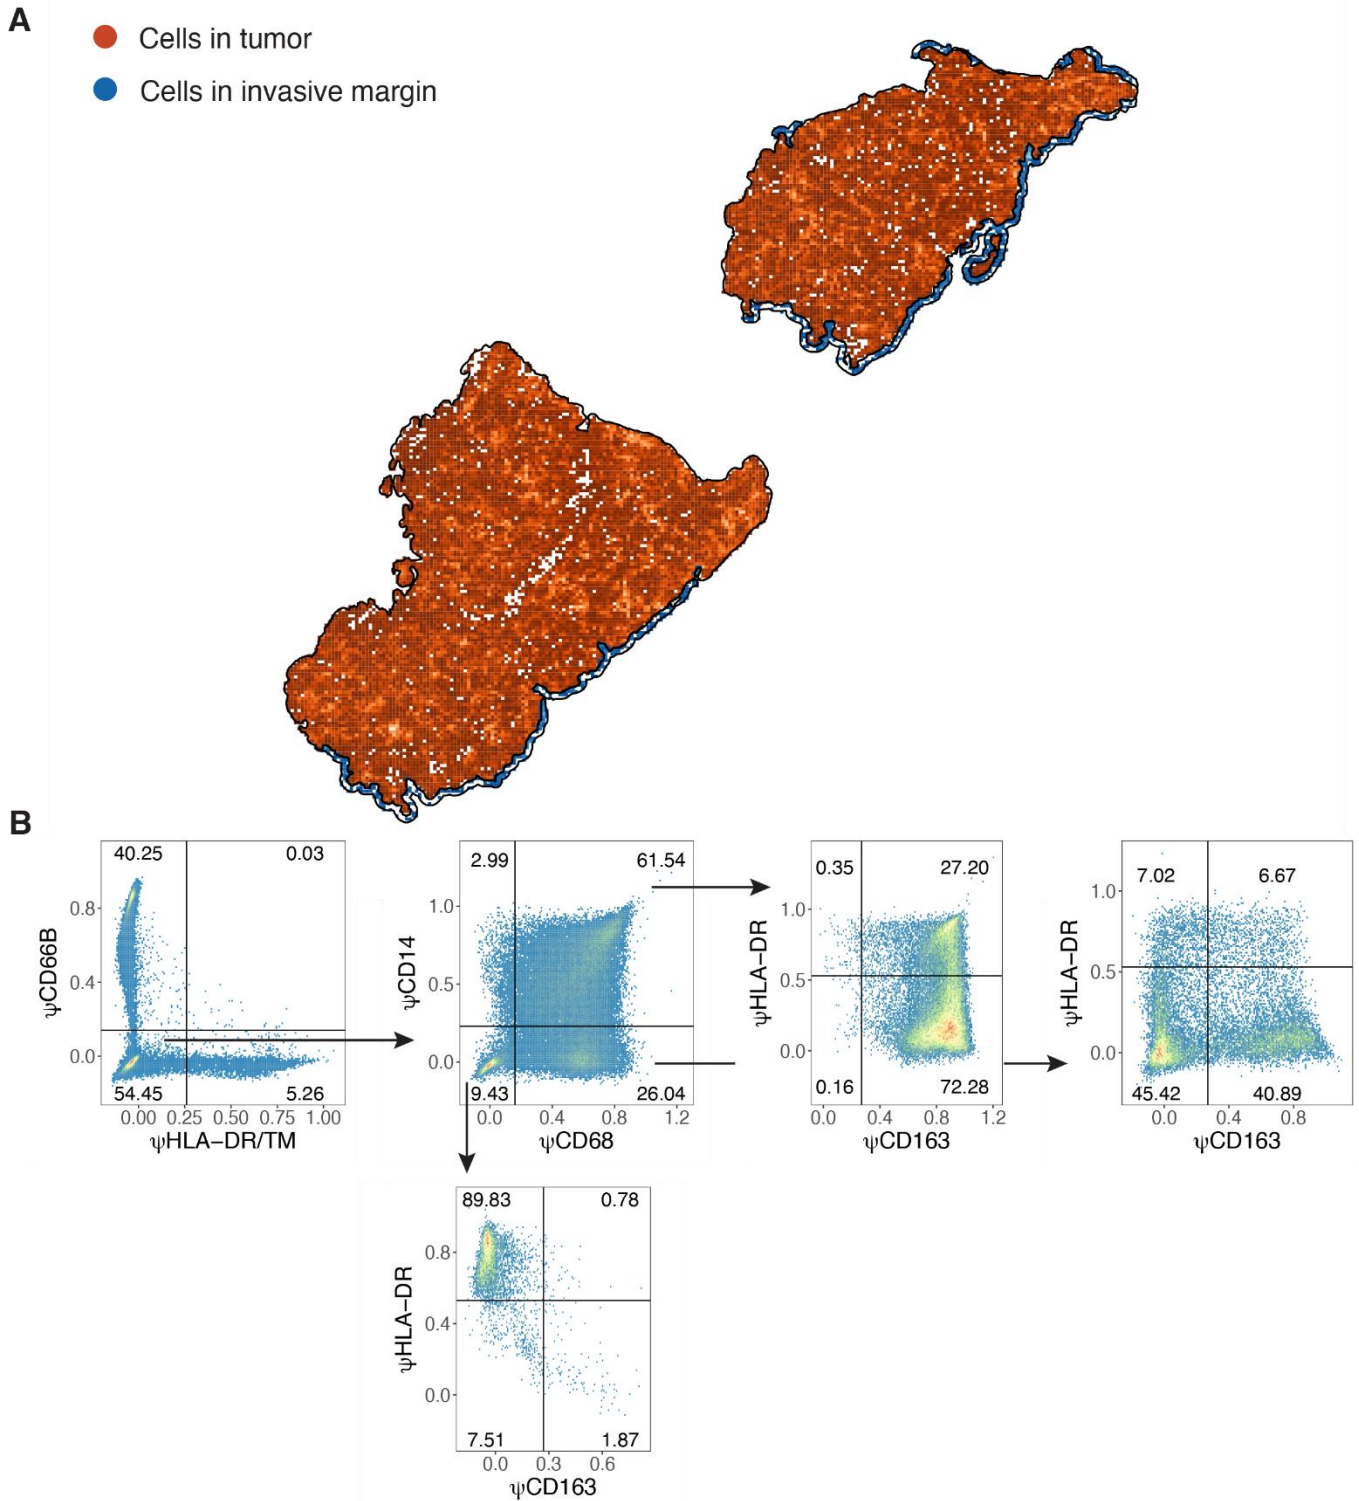 A
Cells in tumor
Cells in invasive margin
B
40.25 0.03
0.8
0.4
0.0
ψCD66B
54.45 5.26
0.00 0.25 0.50 0.75 1.00
ψHLA−DR/TM
2.99 61.54
1.0
0.5
0.0
ψCD14
9.43 26.04
0.0 0.4 0.8 1.2
ψCD68
0.35 27.20
1.0
0.5
0.0
ψHLA−DR
0.16 72.28
0.0 0.4 0.8 1.2
ψCD163
7.02 6.67
1.0
0.5
0.0
ψHLA−DR
45.42 40.89
0.0 0.4 0.8
ψCD163
89.83 0.78
0.8
0.4
0.0
ψHLA−DR
7.51 1.87
0.0 0.3 0.6
ψCD163